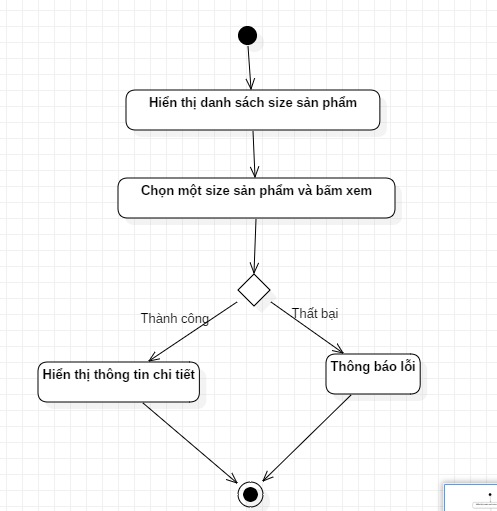 Hiển thị danh sách size sản phẩm
Chọn một size sản phẩm và bấm xem
Thành công
Thất bại
Hiển thị thông tin chi tiết
Thông báo lỗi